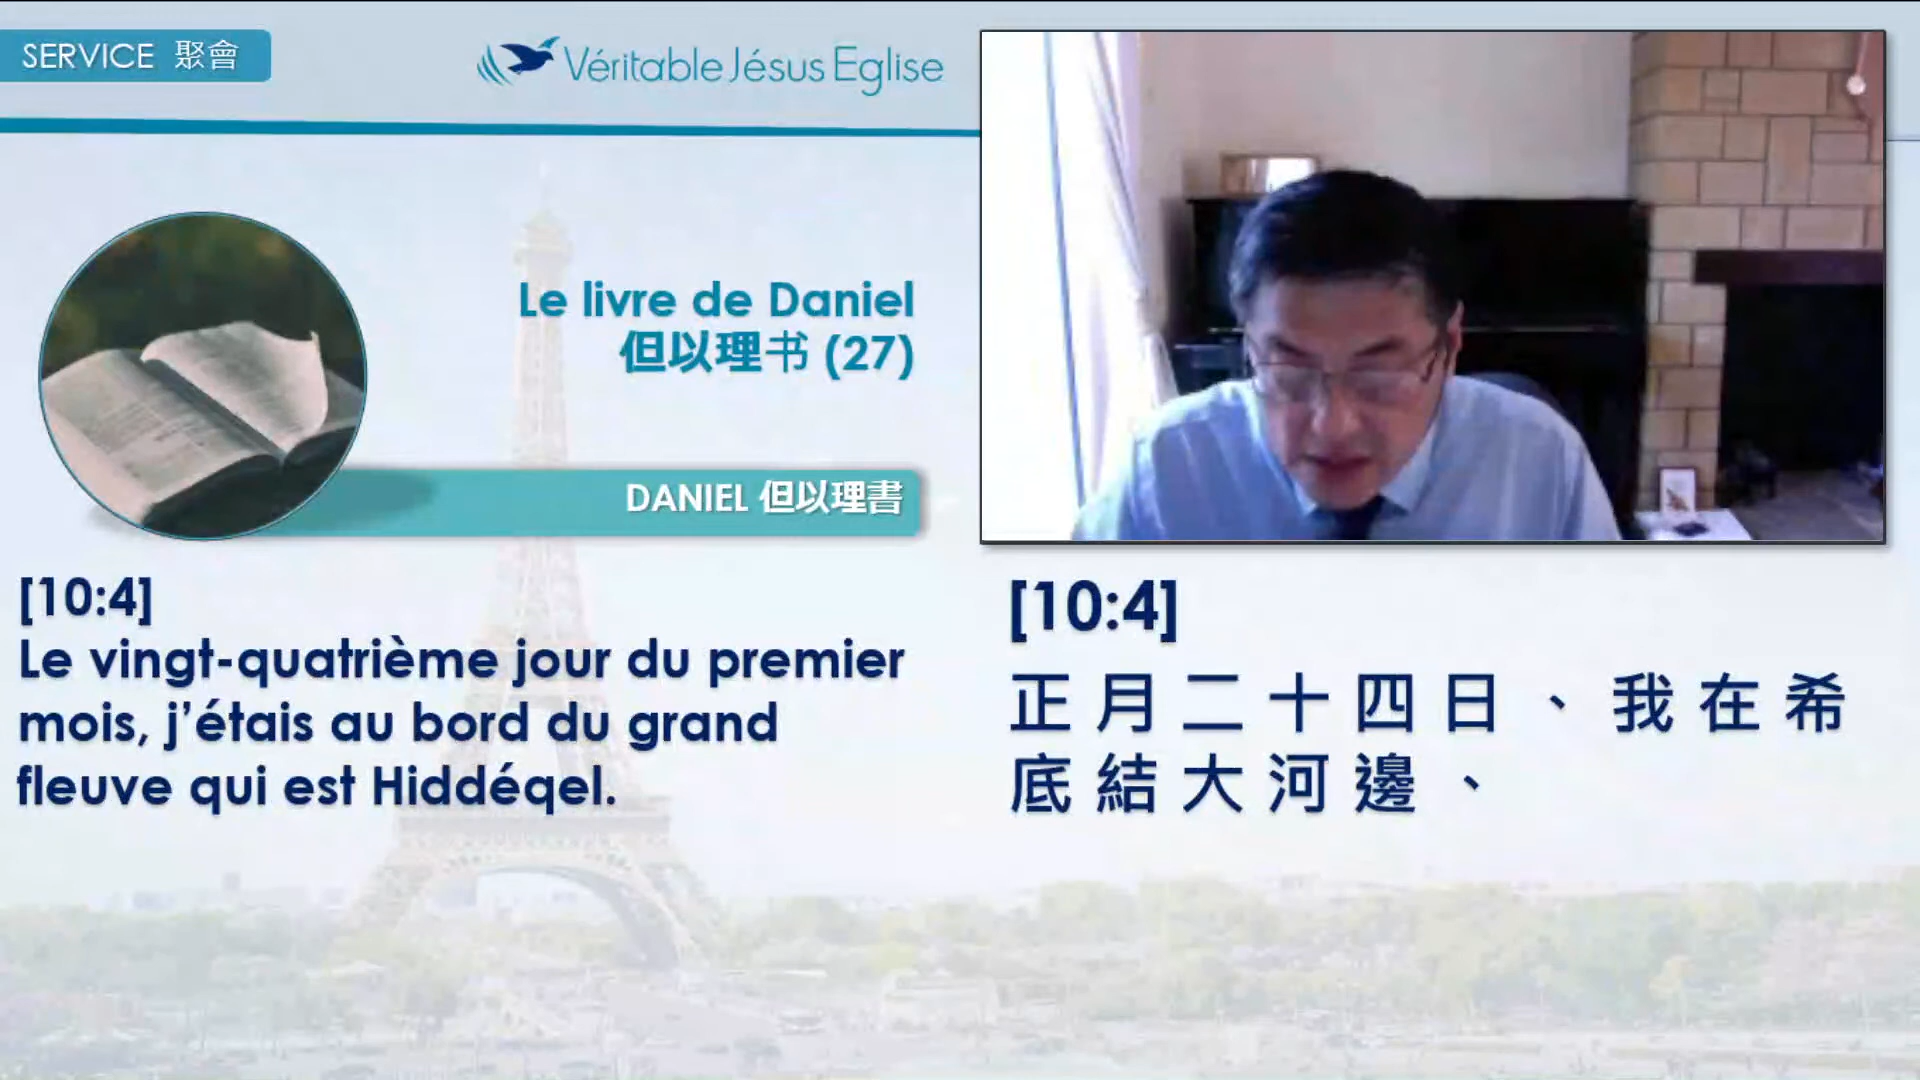 SERVICE 聚會
Véritable Jésus Eglise
Le livre de Daniel
但以理书 (27)
DANIEL 但以理書
[10:4]
Le vingt-quatrième jour du premier
mois, j’étais au bord du grand
fleuve qui est Hiddéqel.
[10:4]
正月二十四日、我在希
底結大河邊、